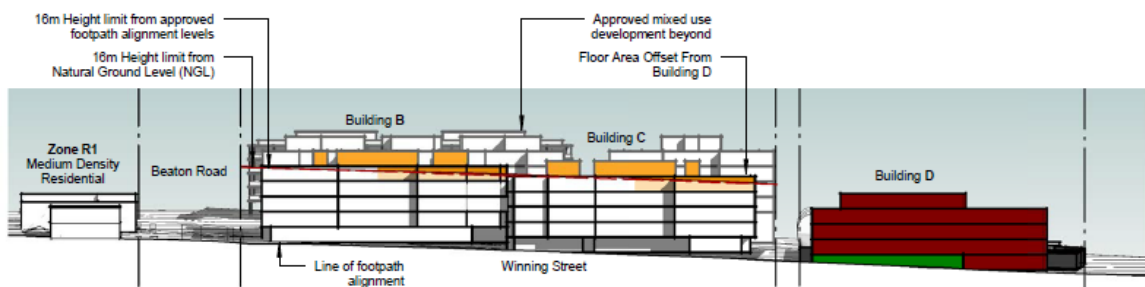 16m Height limit from approved
footpath alignment levels
16m Height limit from
Natural Ground Level (NGL)
Approved mixed use
development beyond
Floor Area Offset From
Building D
Zone R1
Medium Density
Residential
Beaton Road
Building B
Building C
Building D
Line of footpath
alignment
Winning Street